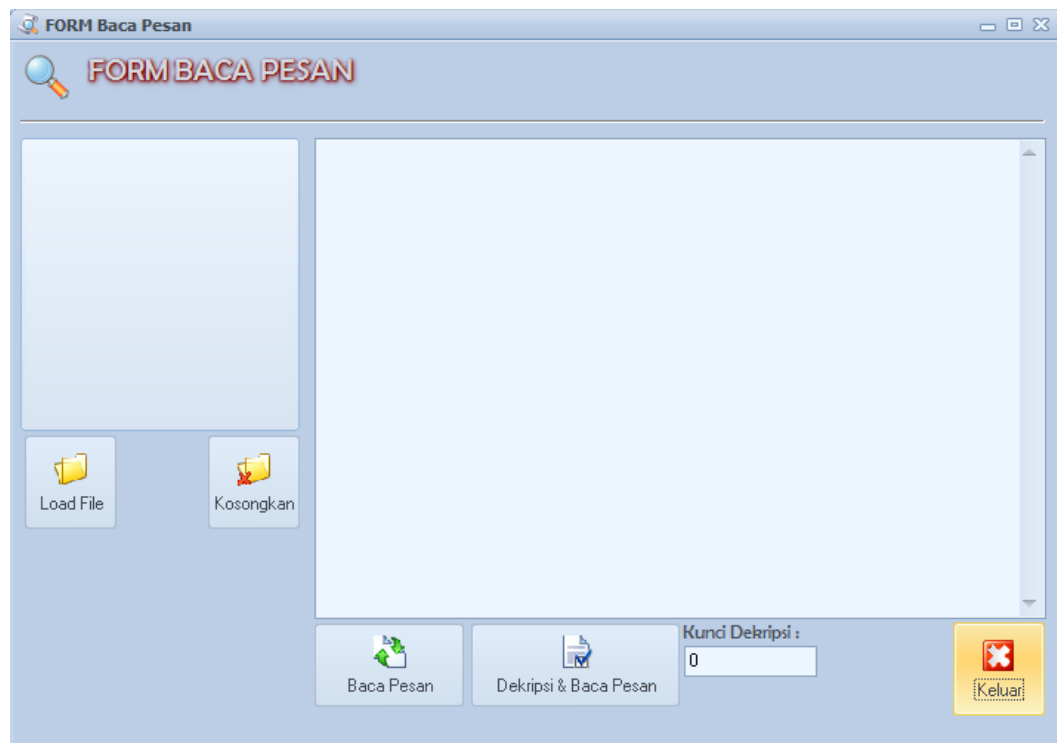 FORM Baca Pesan
FORM BACA PESAN
Load File
Kosongkan
Baca Pesan
Dekripsi & Baca Pesan
Kunci Dekripsi :
0
Keluar